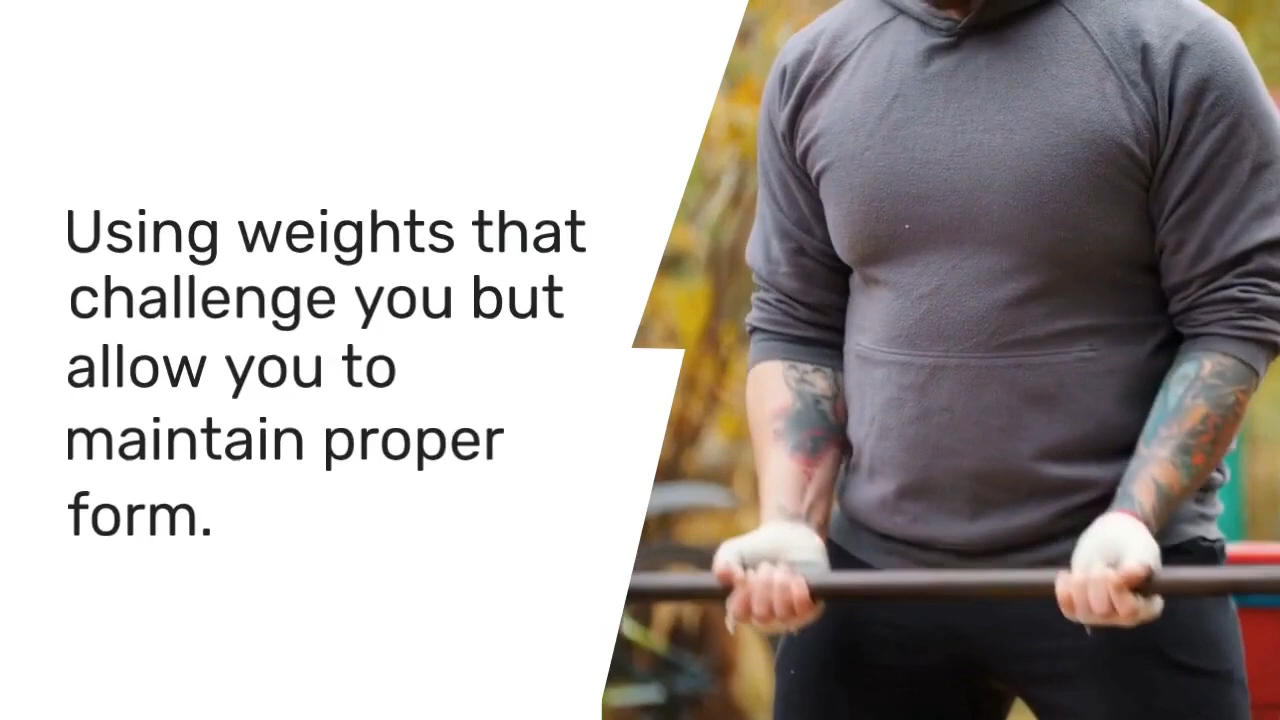 Using weights that
challenge you but
allow you to
maintain proper
form.